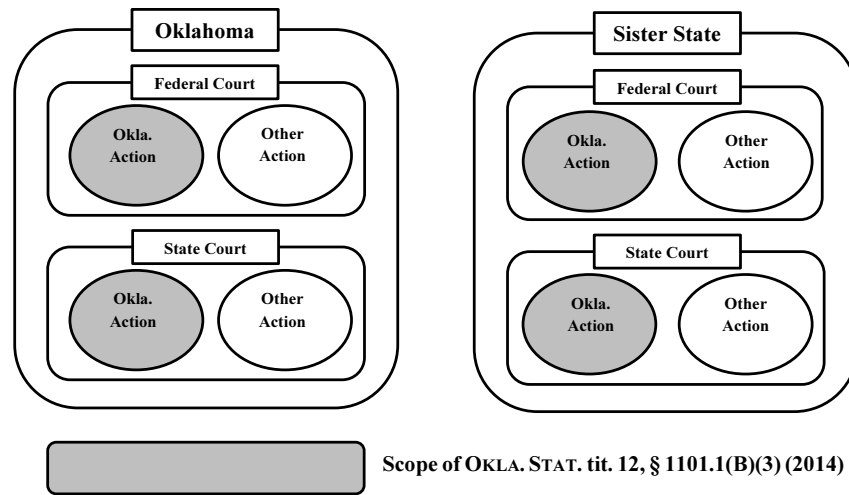 Oklahoma
Federal Court
Okla.
Action
Other
Action
State Court
Okla.
Action
Other
Action
Sister State
Federal Court
Okla.
Action
Other
Action
State Court
Okla.
Action
Other
Action
Scope of OKLA. STAT. tit. 12, § 1101.1(B)(3) (2014)